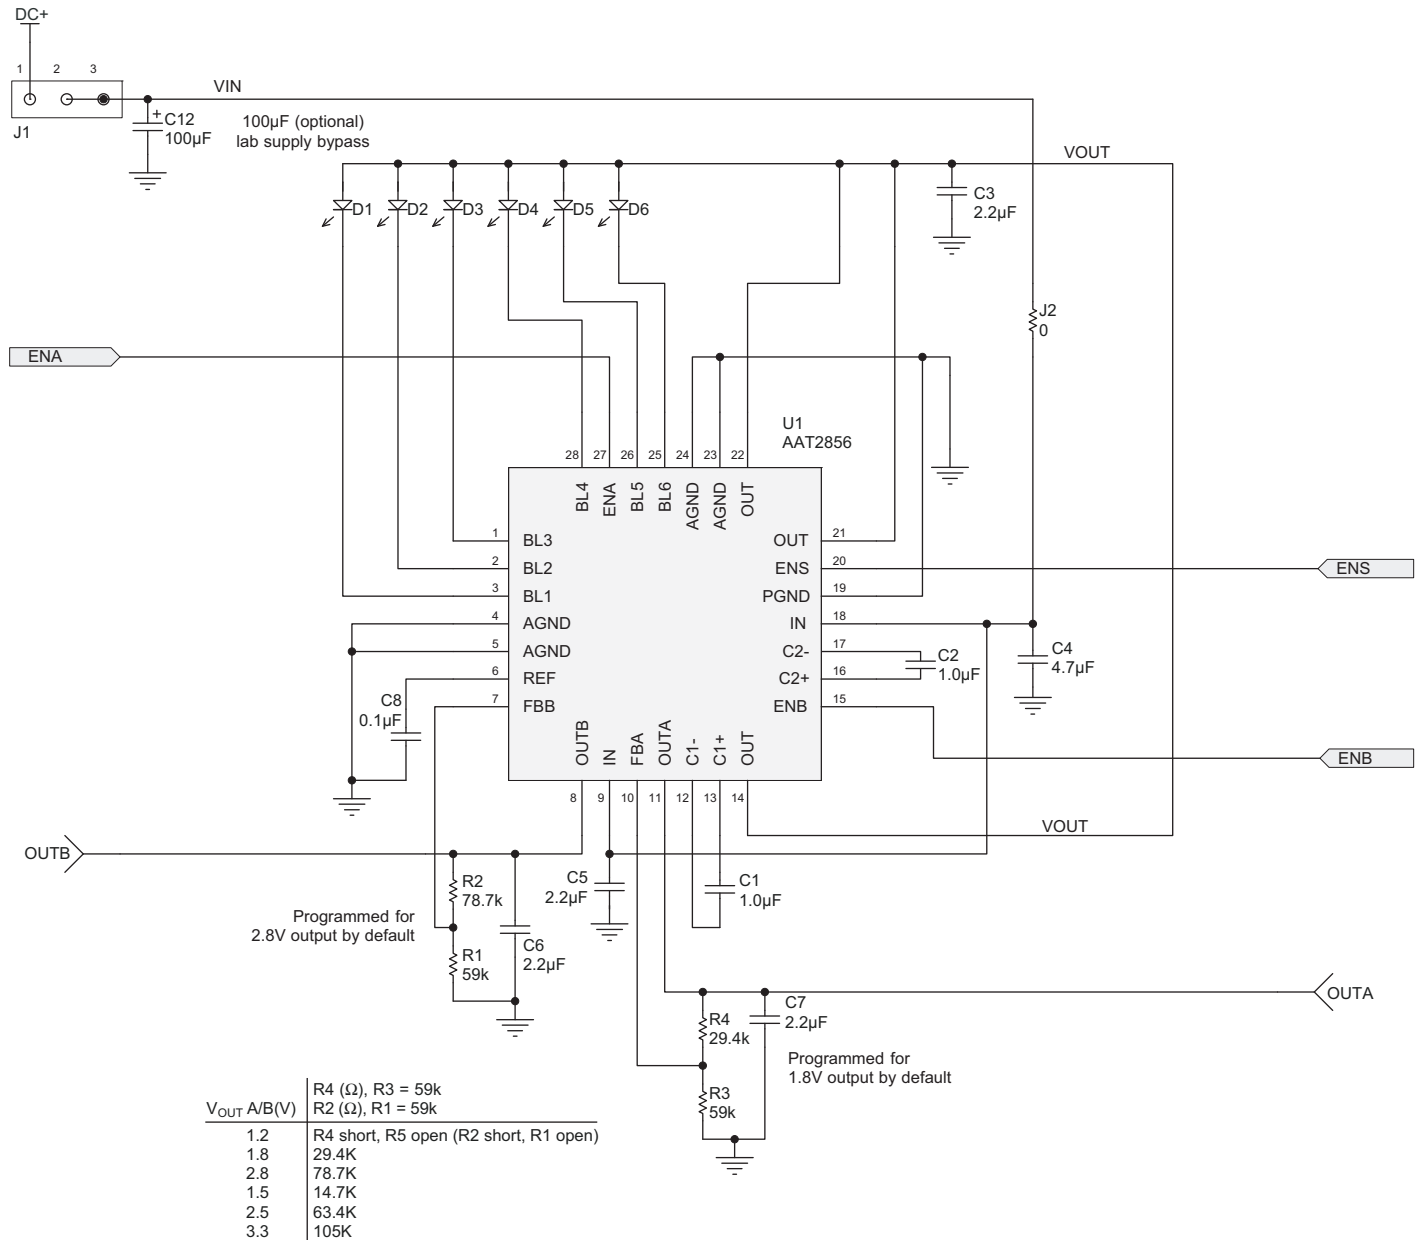 DC+
1 2 3
J1
VIN
C12
100µF
100µF (optional)
lab supply bypass
VOUT
D1 D2 D3 D4 D5 D6
C3
2.2µF
J2
0
ENA
U1
AAT2856
28 27 26 25 24 23 22
BL4 ENA BL5 BL6 AGND AGND OUT
1 BL3
2 BL2
3 BL1
4 AGND
5 AGND
6 REF
7 FBB
OUT 21
ENS 20
PGND 19
IN 18
C2- 17
C2+ 16
ENB 15
ENS
C2
1.0µF
C4
4.7µF
C8
0.1µF
OUTB IN FBA OUTA C1- C1+ OUT
8 9 10 11 12 13 14
ENB
VOUT
OUTB
R2
78.7k
C5
2.2µF
C1
1.0µF
Programmed for
2.8V output by default
R1
59k
C6
2.2µF
OUTA
R4
29.4k
C7
2.2µF
Programmed for
1.8V output by default
R3
59k
R4 (Ω), R3 = 59k
VOUT A/B(V) R2 (Ω), R1 = 59k
1.2 R4 short, R5 open (R2 short, R1 open)
1.8 29.4K
2.8 78.7K
1.5 14.7K
2.5 63.4K
3.3 105K